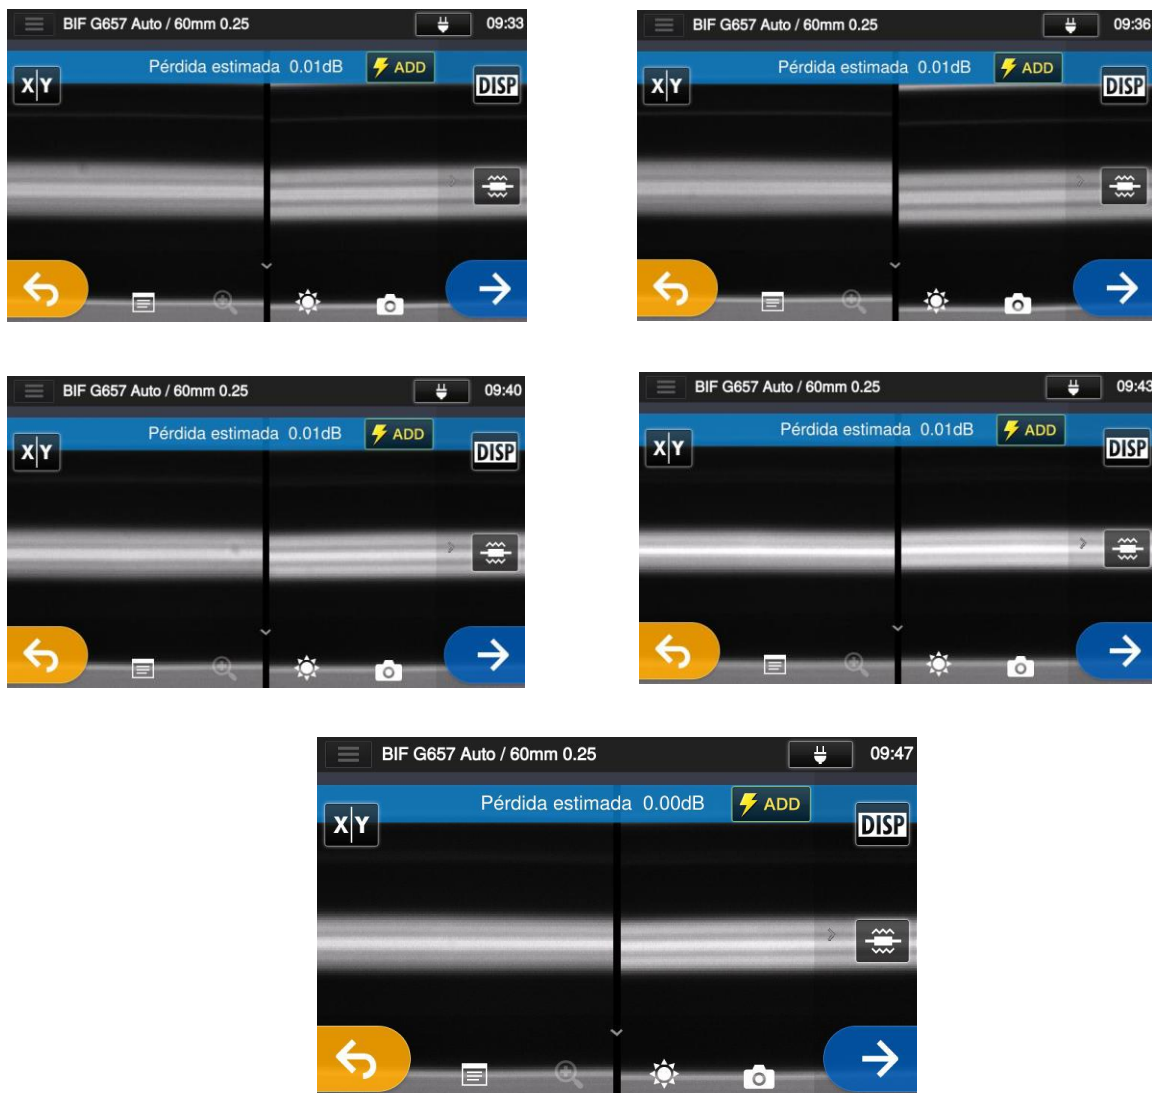 BIF G657 Auto / 60mm 0.25 09:33
Pérdida estimada 0.01dB ADD
X|Y DISP
BIF G657 Auto / 60mm 0.25 09:36
Pérdida estimada 0.01dB ADD
X|Y DISP
BIF G657 Auto / 60mm 0.25 09:40
Pérdida estimada 0.01dB ADD
X|Y DISP
BIF G657 Auto / 60mm 0.25 09:43
Pérdida estimada 0.01dB ADD
X|Y DISP
BIF G657 Auto / 60mm 0.25 09:47
Pérdida estimada 0.00dB ADD
X|Y DISP